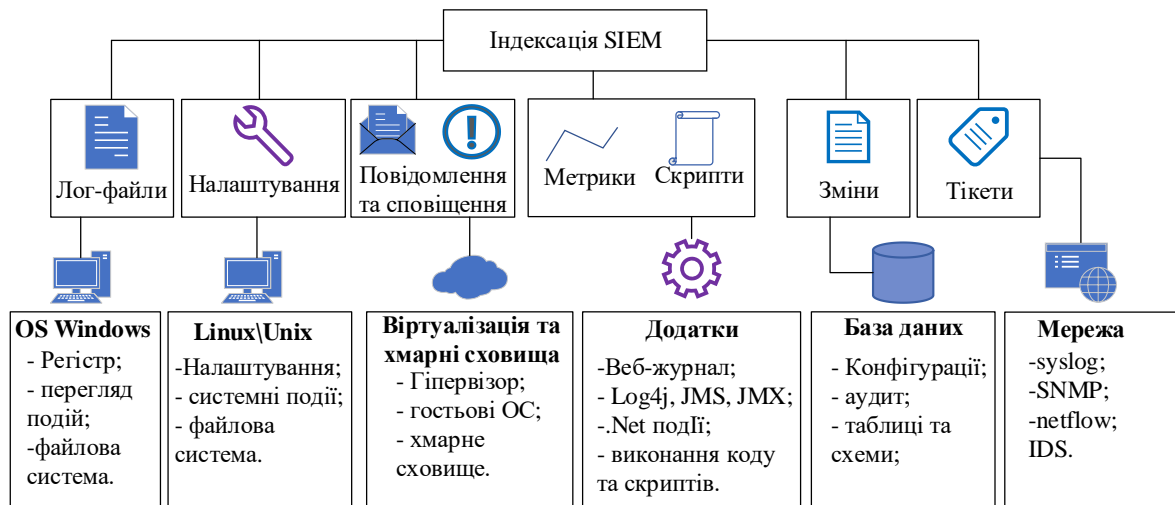 Індексація SIEM
Лог-файли
Налаштування
Повідомлення
та сповіщення
Метрики
Скрипти
Зміни
Тікети
OS Windows
- Регістр;
- перегляд
подій;
-файлова
система.
Linux\Unix
-Налаштування;
- системні події;
- файлова
система.
Віртуалізація та
хмарні сховища
- Гіпервізор;
- гостьові ОС;
- хмарне
сховище.
Додатки
-Веб-журнал;
- Log4j, JMS, JMX;
-.Net подІї;
- виконання коду
та скриптів.
База даних
- Конфігурації;
- аудит;
- таблиці та
схеми;
Мережа
-syslog;
-SNMP;
-netflow;
IDS.